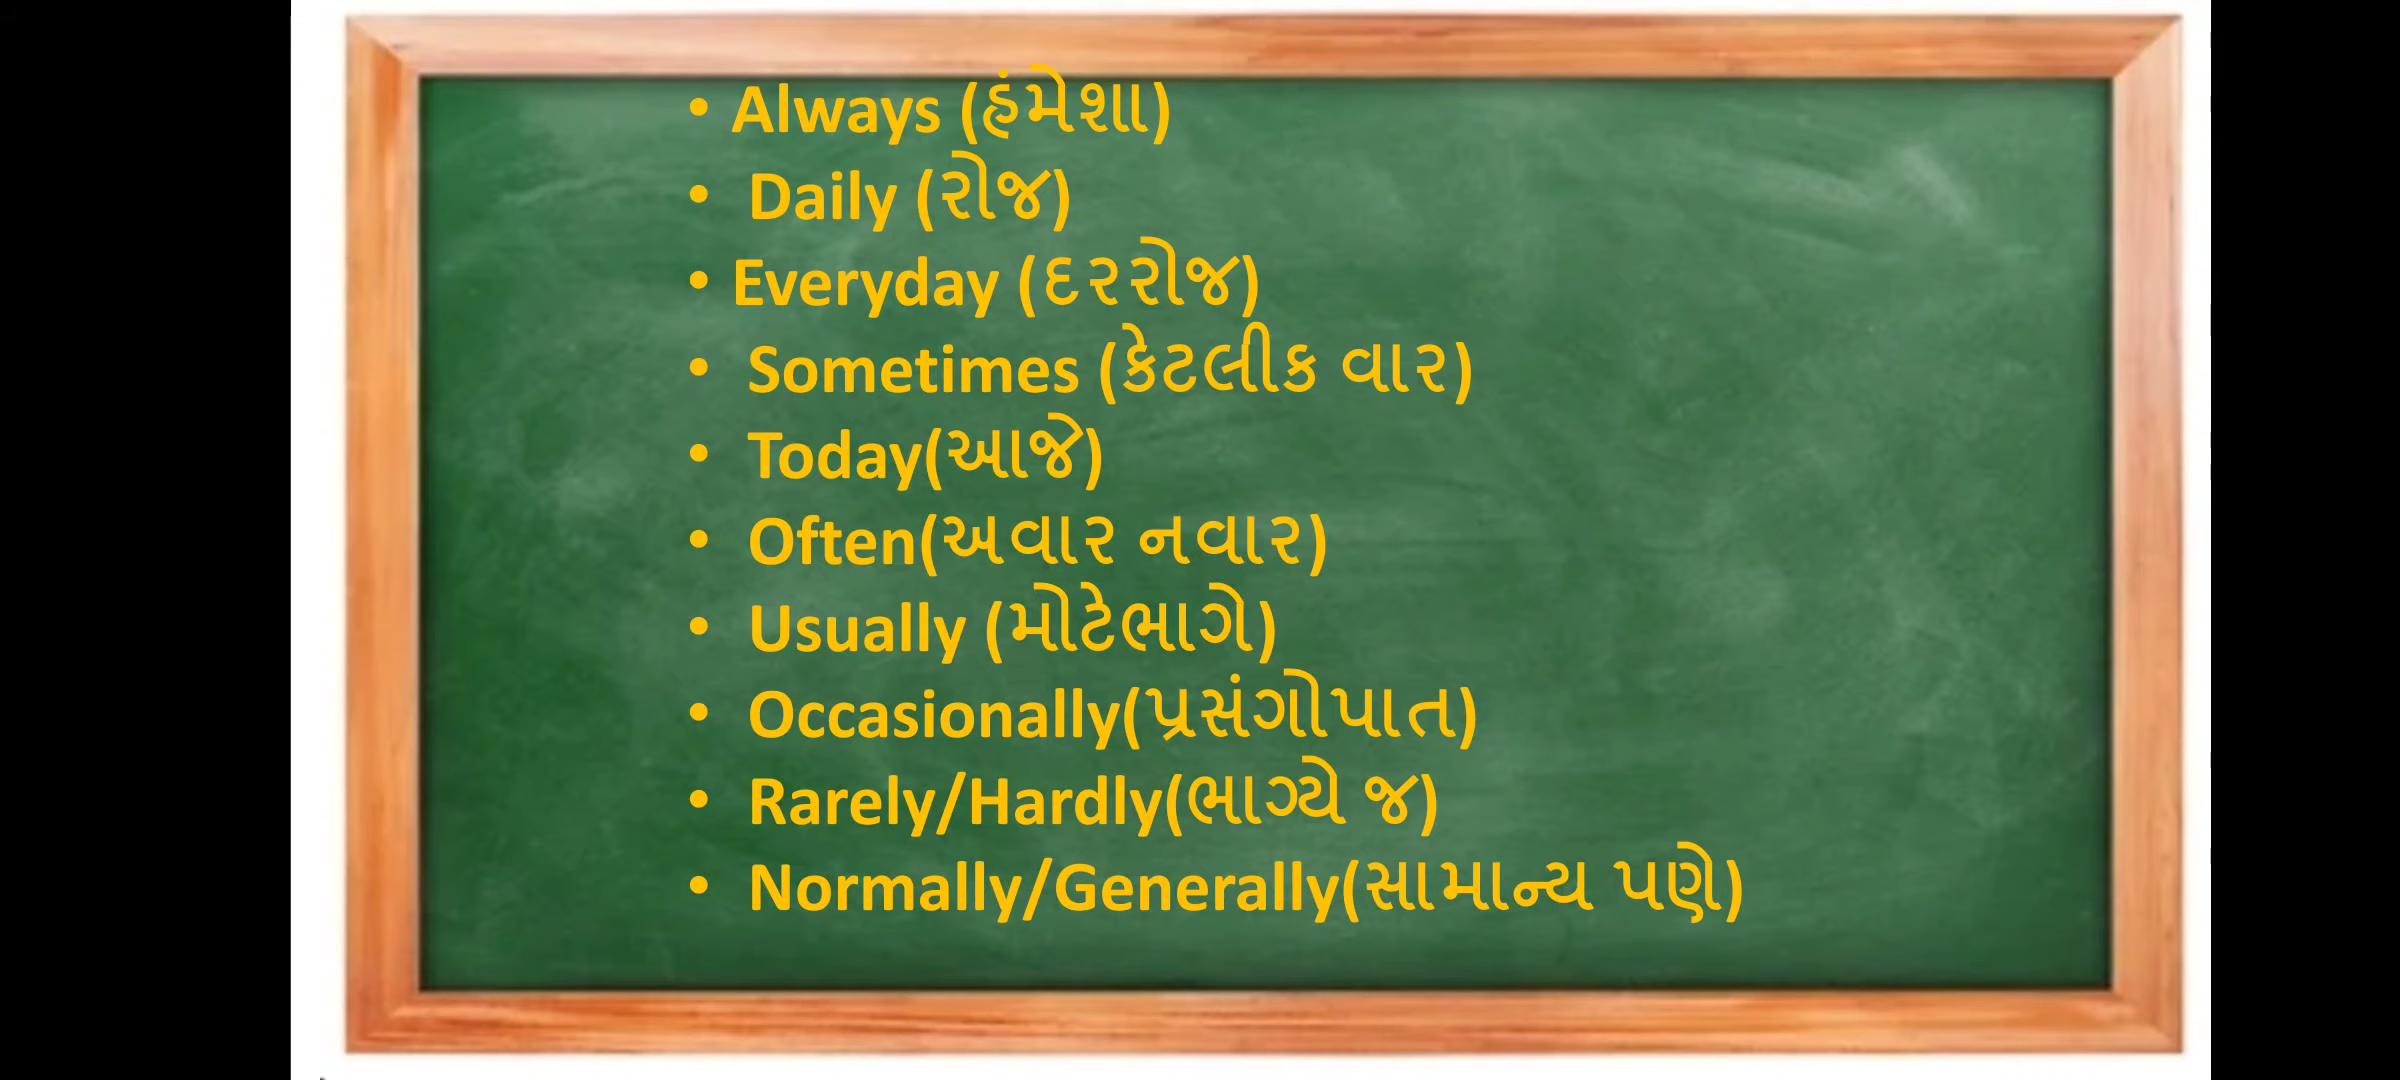 • Always (હંમેશા)
• Daily (રોજ)
• Everyday (દરરોજ)
• Sometimes (કેટલીક વાર)
• Today(આજે)
• Often(અવાર નવાર)
• Usually (મોટેભાગે)
• Occasionally(પ્રસંગોપાત)
• Rarely/Hardly(ભાગ્યે જ)
• Normally/Generally(સામાન્ય પણે)